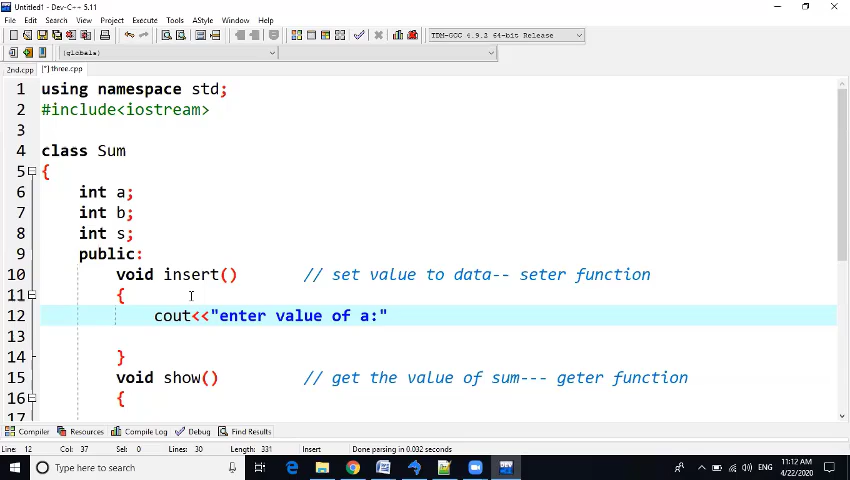 Untitled1 - Dev-C++ 5.11
File Edit Search View Project Execute Tools AStyle Window Help
TDM-GCC 4.9.2 64-bit Release
(globals)
2nd.cpp [*] three.cpp
1 using namespace std;
2 #include<iostream>
3
4 class Sum
5 {
6 int a;
7 int b;
8 int s;
9 public:
10 void insert() // set value to data-- seter function
11 {
12 cout<<"enter value of a:"
13
14 }
15 void show() // get the value of sum--- geter function
16 {
17
Compiler Resources Compile Log Debug Find Results
Line: 12 Col: 37 Sel: 0 Lines: 30 Length: 331 Insert Done parsing in 0.032 seconds
Type here to search
ENG
11:12 AM
4/22/2020